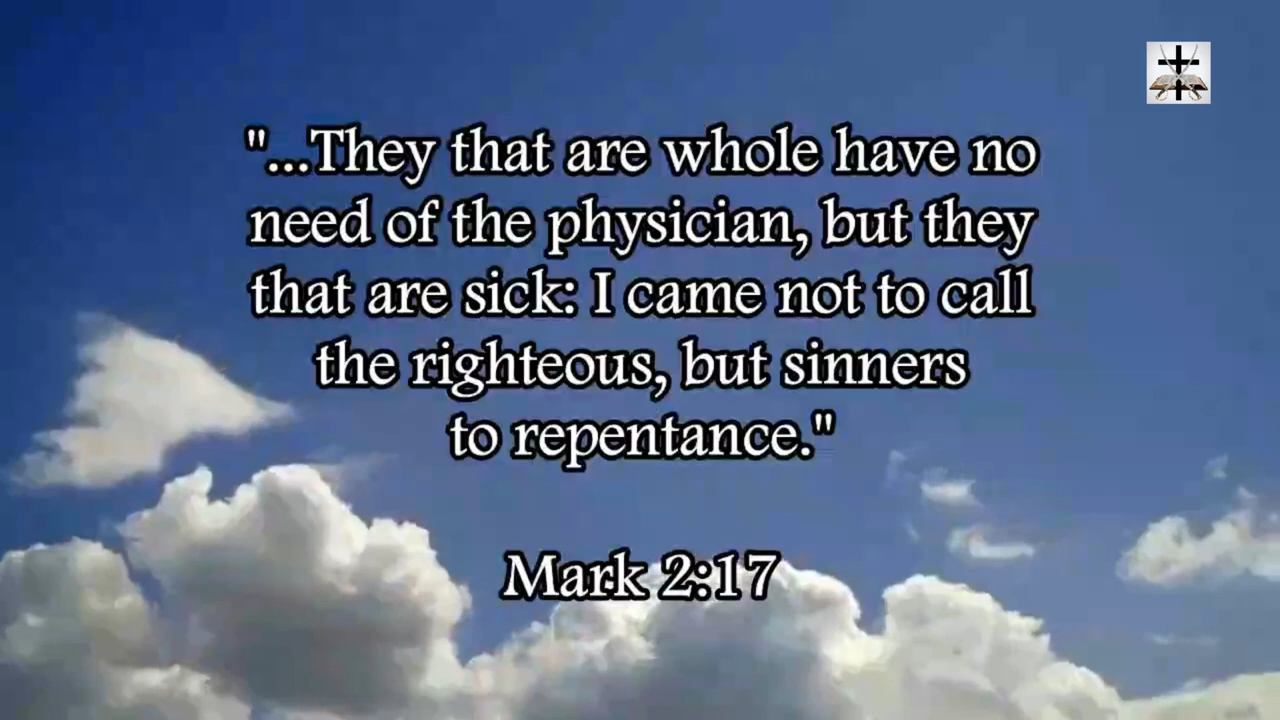 "...They that are whole have no
need of the physician, but they
that are sick: I came not to call
the righteous, but sinners
to repentance."
Mark 2:17